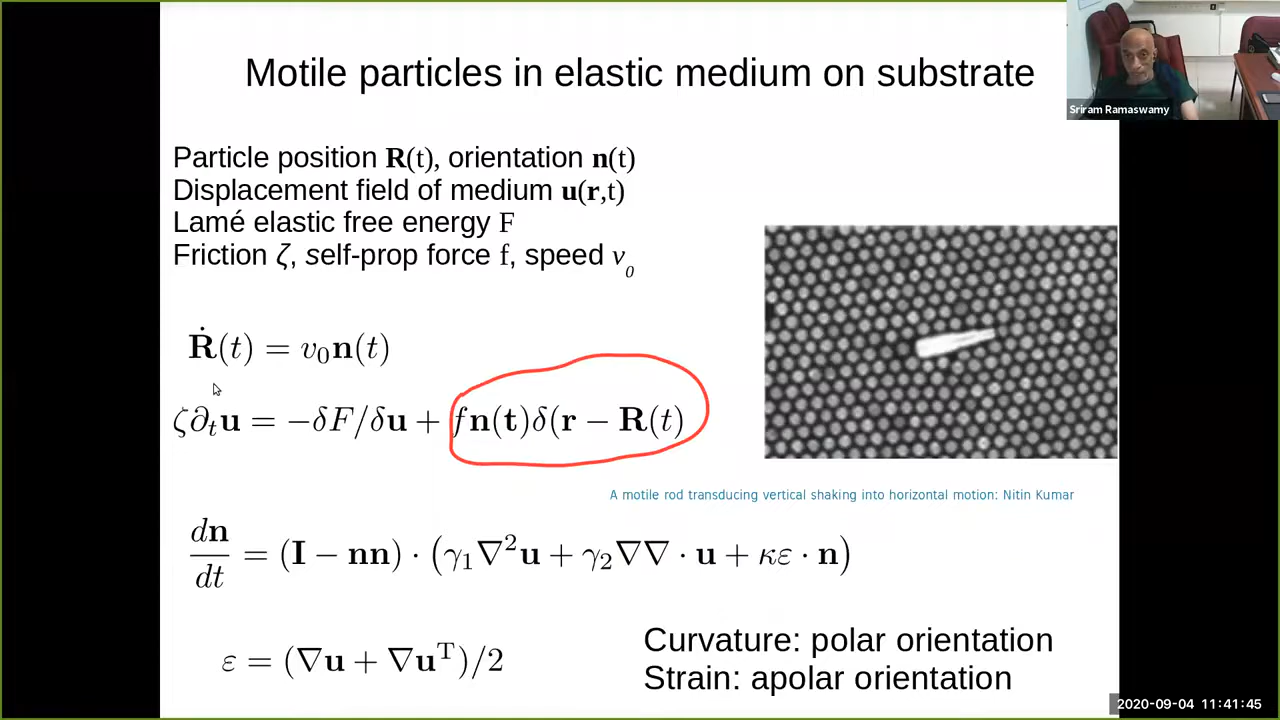 Motile particles in elastic medium on substrate
Sriram Ramaswamy
Particle position R(t), orientation n(t)
Displacement field of medium u(r,t)
Lamé elastic free energy F
Friction ζ, self-prop force f, speed v₀
Ṙ(t) = v₀n(t)
ζ∂ₜu = −δF/δu + fn(t)δ(r − R(t)
A motile rod transducing vertical shaking into horizontal motion: Nitin Kumar
dn/dt = (I − nn) · (γ₁∇²u + γ₂∇∇ · u + κε · n)
ε = (∇u + ∇uᵀ)/2
Curvature: polar orientation
Strain: apolar orientation
2020-09-04 11:41:45